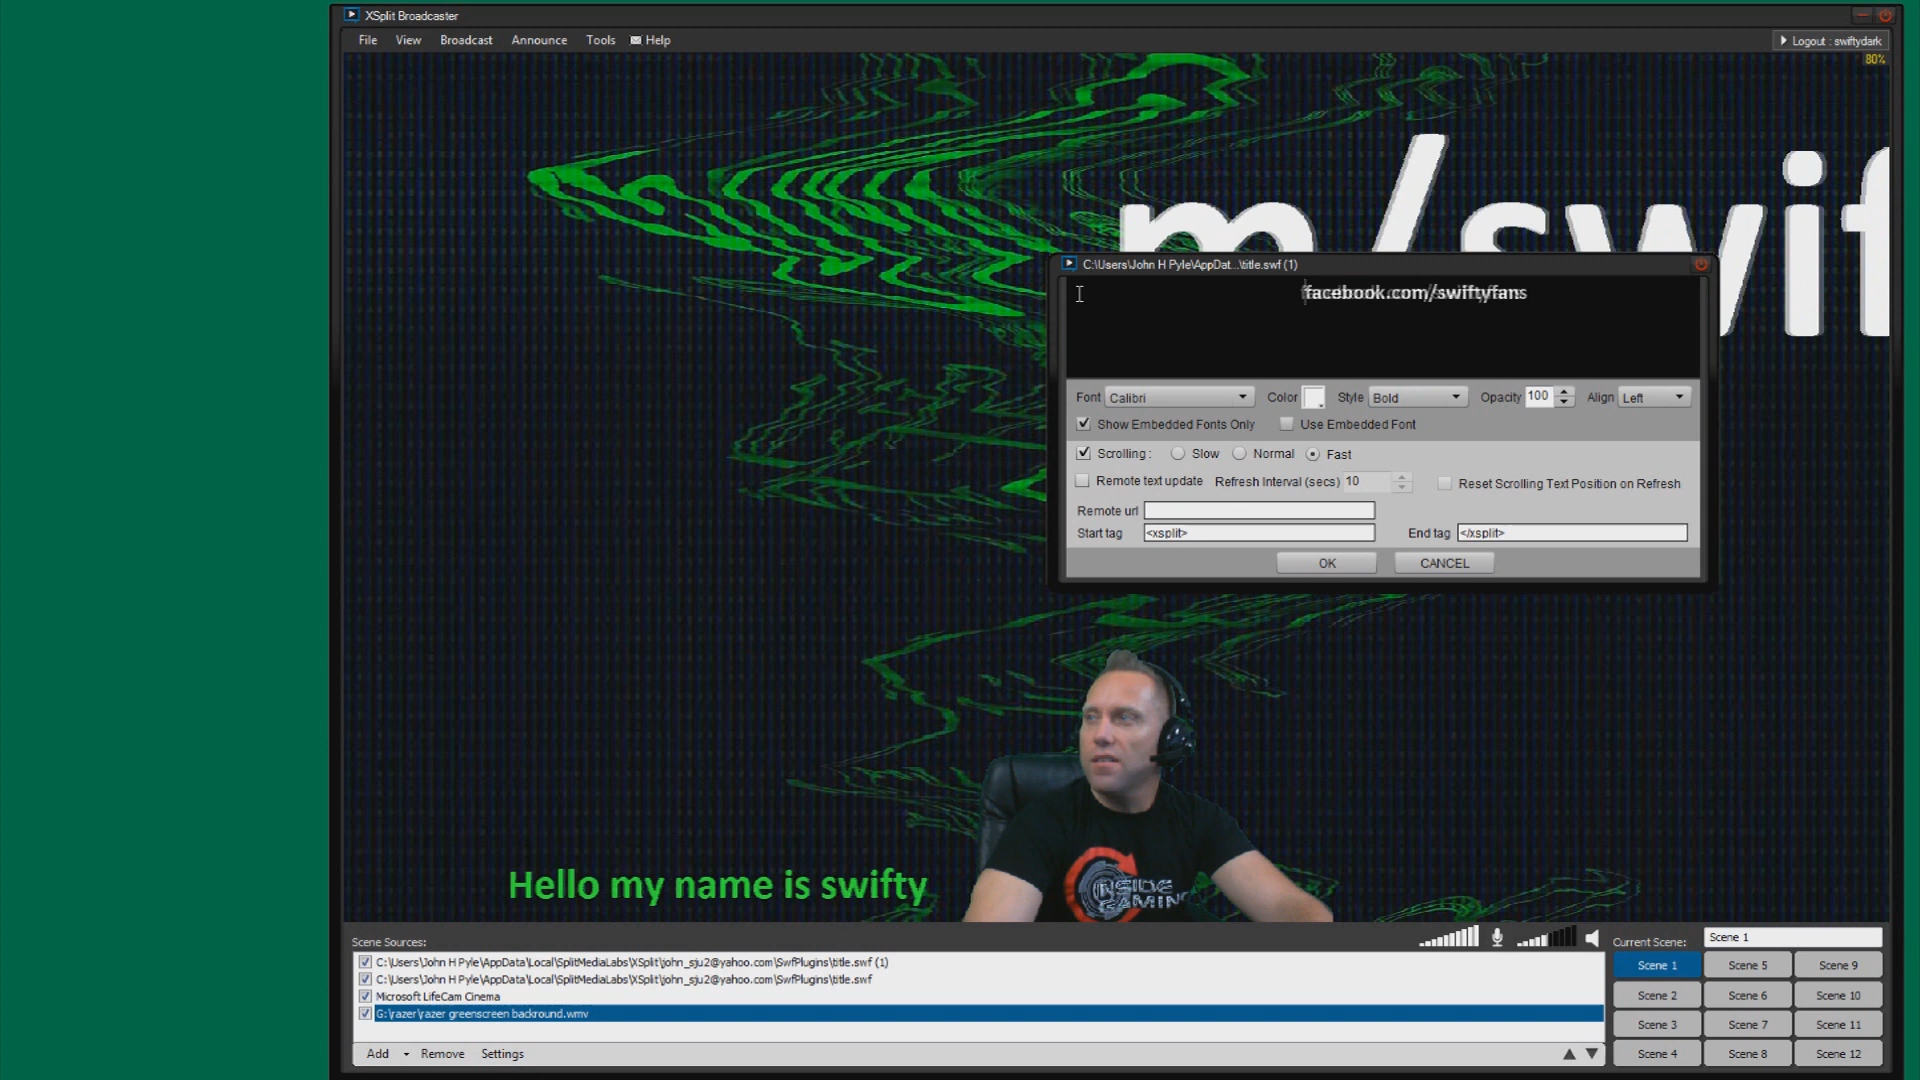 XSplit Broadcaster
File View Broadcast Announce Tools Help
Logout : swiftydark
80%
m/swif
C:\Users\John H Pyle\AppDat...\title.swf (1)
facebook.com/swiftyfans
Font Calibri Color Style Bold Opacity 100 Align Left
Show Embedded Fonts Only Use Embedded Font
Scrolling : Slow Normal Fast
Remote text update Refresh Interval (secs) 10 Reset Scrolling Text Position on Refresh
Remote url
Start tag <xsplit> End tag </xsplit>
OK CANCEL
INSIDE
GAMING
Hello my name is swifty
Scene Sources:
C:\Users\John H Pyle\AppData\Local\SplitMediaLabs\XSplit\john_sju2@yahoo.com\SwfPlugins\title.swf (1)
C:\Users\John H Pyle\AppData\Local\SplitMediaLabs\XSplit\john_sju2@yahoo.com\SwfPlugins\title.swf
Microsoft LifeCam Cinema
G:\razer\razer greenscreen backround.wmv
Add Remove Settings
Current Scene: Scene 1
Scene 1 Scene 5 Scene 9
Scene 2 Scene 6 Scene 10
Scene 3 Scene 7 Scene 11
Scene 4 Scene 8 Scene 12